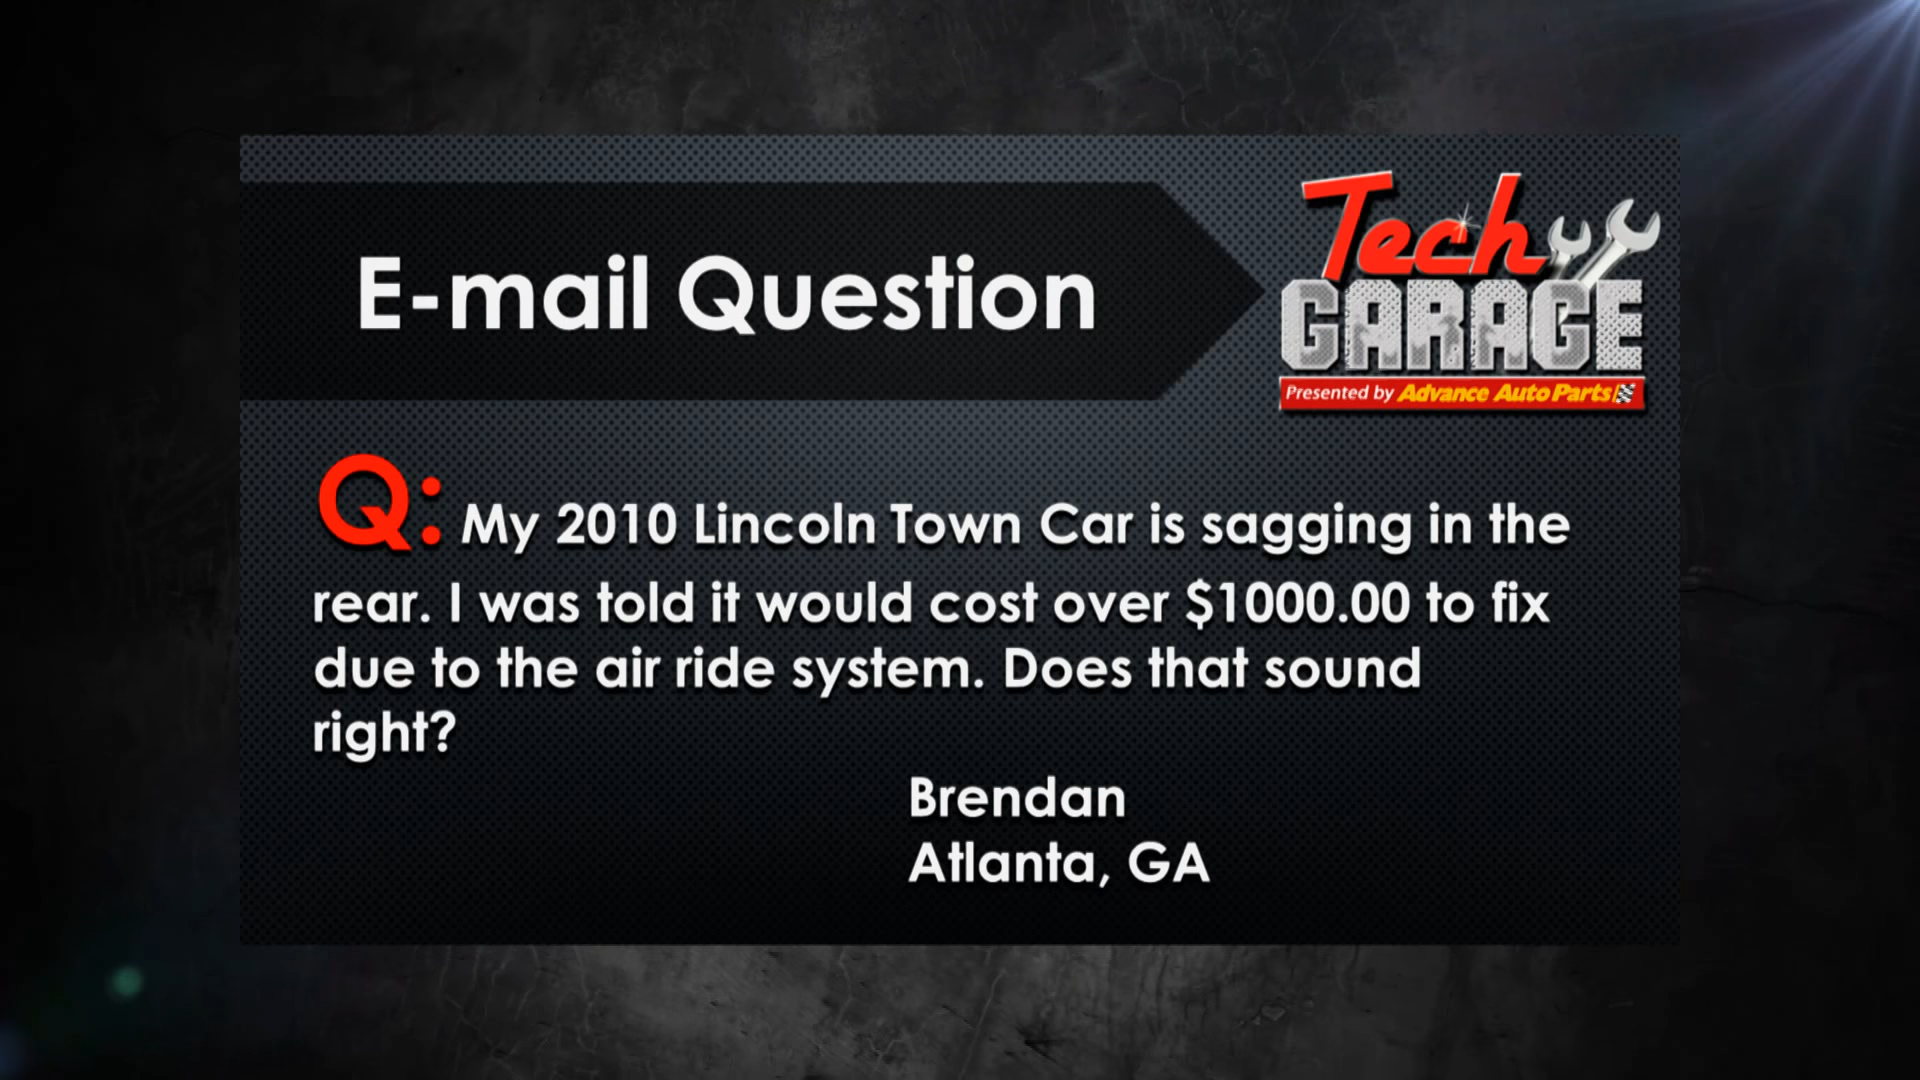 E-mail Question
Tech
GARAGE
Presented by Advance Auto Parts
Q: My 2010 Lincoln Town Car is sagging in the
rear. I was told it would cost over $1000.00 to fix
due to the air ride system. Does that sound
right?
Brendan
Atlanta, GA